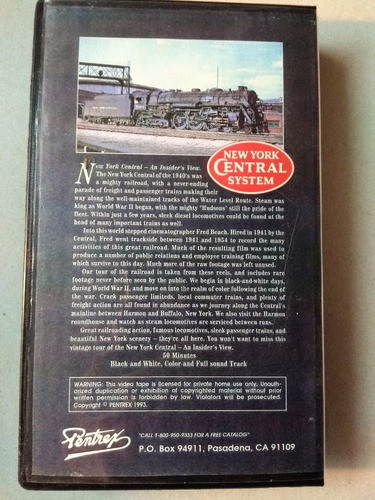 NEW YORK
CENTRAL
SYSTEM
New York Central – An Insider's View.
The New York Central of the 1940's was
a mighty railroad, with a never-ending
parade of freight and passenger trains making their
way along the well-maintained tracks of the Water Level Route. Steam was
king as World War II began, with the mighty "Hudsons" still the pride of the
fleet. Within just a few years, sleek diesel locomotives could be found at the
head of many important trains as well.
Into this world stepped cinematographer Fred Beach. Hired in 1941 by the
Central, Fred went trackside between 1941 and 1954 to record the many
activities of this great railroad. Much of the resulting film was used to
produce a number of public relations and employee training films, many of
which survive to this day. Much more of the raw footage was left unused.
Our tour of the railroad is taken from these reels, and includes rare
footage never before seen by the public. We begin in black-and-white days,
during World War II, and move on into the realm of color following the end of
the war. Crack passenger limiteds, local commuter trains, and plenty of
freight action are all found in abundance as we journey along the Central's
mainline between Harmon and Buffalo, New York. We also visit the Harmon
roundhouse and watch as steam locomotives are serviced between runs.
Great railroading action, famous locomotives, sleek passenger trains, and
beautiful New York scenery – they're all here. You won't want to miss this
vintage tour of the New York Central – An Insider's View.
50 Minutes
Black and White, Color and Full sound Track
WARNING: This video tape is licensed for private home use only. Unauth-
orized duplication or exhibition of copyrighted material without prior
written permission is forbidden by law. Violators will be prosecuted.
Copyright © PENTREX 1993.
Pentrex
"CALL 1-800-950-9333 FOR A FREE CATALOG"
P.O. Box 94911, Pasadena, CA 91109